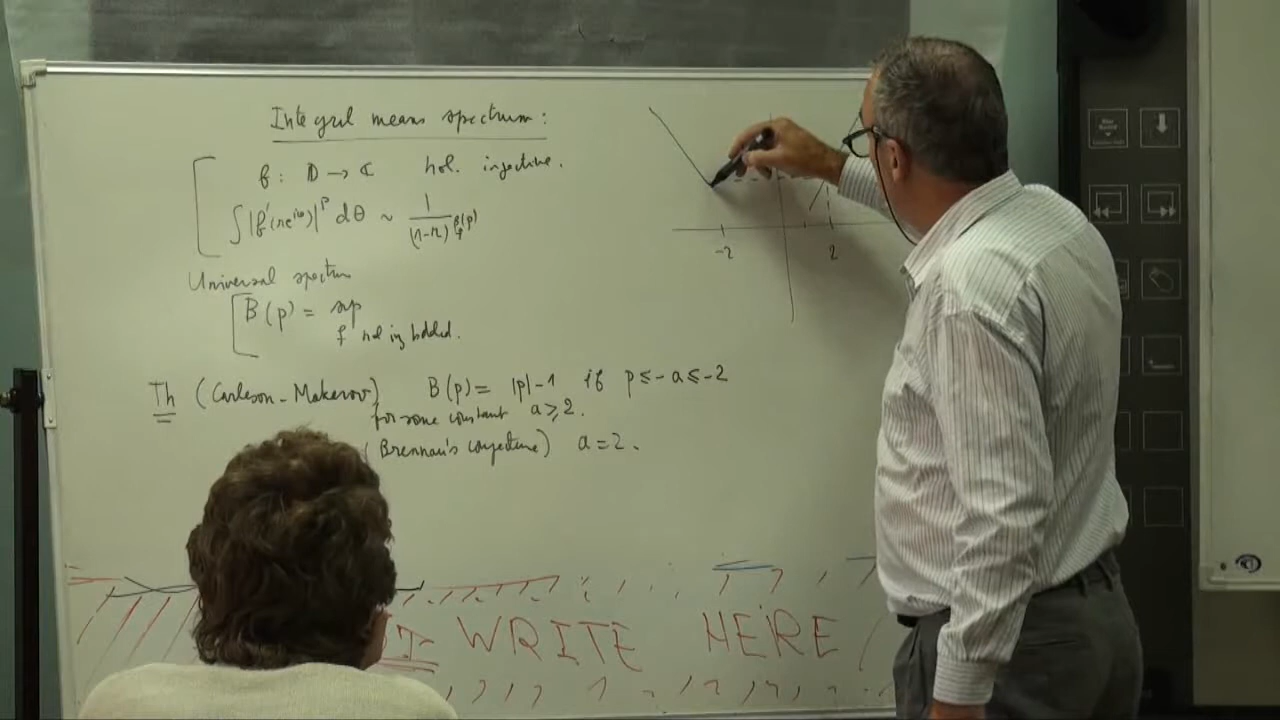 Integral means spectrum:
f: 𝔻 → ℂ hol. injective.
∫ |f'(re^{iθ})|^p dθ ~ 1/(1-r)^{β_f(p)}
Universal spectrum
B(p) = sup
f hol inj bdded.
Th (Carleson-Makarov) B(p) = |p|-1 if p ≤ -a ≤ -2
for some constant a ≥ 2.
(Brennan's conjecture) a = 2.
-2 2
WRITE HERE